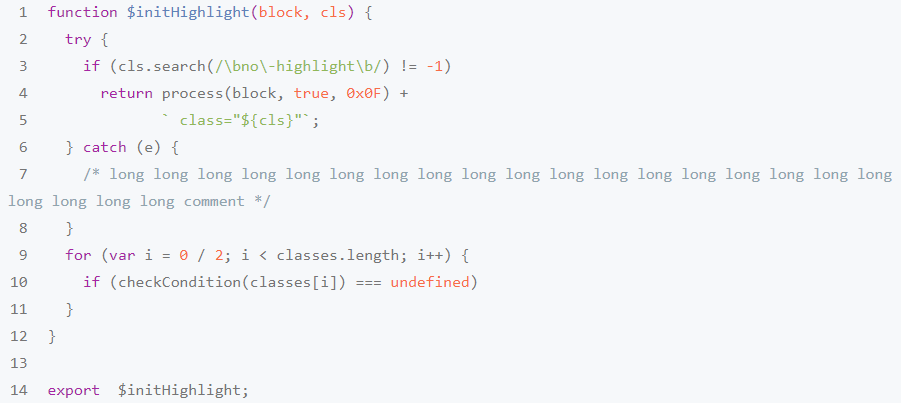 1 function $initHighlight(block, cls) {
2   try {
3     if (cls.search(/\bno\-highlight\b/) != -1)
4       return process(block, true, 0x0F) +
5              ` class="${cls}"`;
6   } catch (e) {
7     /* long long long long long long long long long long long long long long long long long long
long long long long comment */
8   }
9   for (var i = 0 / 2; i < classes.length; i++) {
10     if (checkCondition(classes[i]) === undefined)
11   }
12 }
13
14 export  $initHighlight;